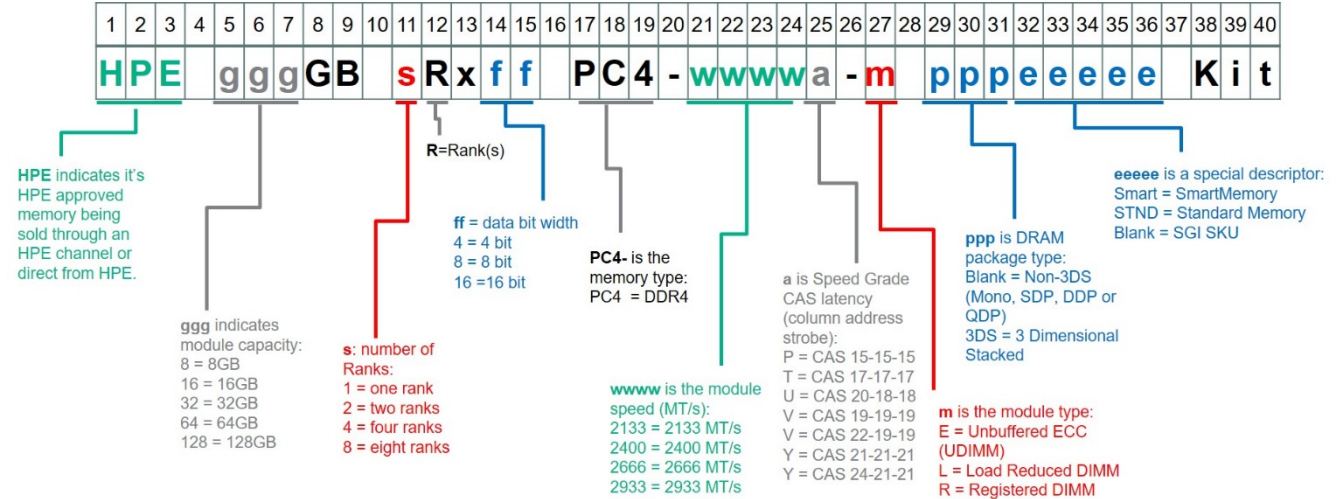 1 2 3 4 5 6 7 8 9 10 11 12 13 14 15 16 17 18 19 20 21 22 23 24 25 26 27 28 29 30 31 32 33 34 35 36 37 38 39 40
HPE gggGB sRxff PC4-wwwwa-m pppeeeee Kit
HPE indicates it's
HPE approved
memory being
sold through an
HPE channel or
direct from HPE.
ggg indicates
module capacity:
8 = 8GB
16 = 16GB
32 = 32GB
64 = 64GB
128 = 128GB
s: number of
Ranks:
1 = one rank
2 = two ranks
4 = four ranks
8 = eight ranks
R=Rank(s)
ff = data bit width
4 = 4 bit
8 = 8 bit
16 =16 bit
PC4- is the
memory type:
PC4 = DDR4
wwww is the module
speed (MT/s):
2133 = 2133 MT/s
2400 = 2400 MT/s
2666 = 2666 MT/s
2933 = 2933 MT/s
a is Speed Grade
CAS latency
(column address
strobe):
P = CAS 15-15-15
T = CAS 17-17-17
U = CAS 20-18-18
V = CAS 19-19-19
V = CAS 22-19-19
Y = CAS 21-21-21
Y = CAS 24-21-21
m is the module type:
E = Unbuffered ECC
(UDIMM)
L = Load Reduced DIMM
R = Registered DIMM
ppp is DRAM
package type:
Blank = Non-3DS
(Mono, SDP, DDP or
QDP)
3DS = 3 Dimensional
Stacked
eeeee is a special descriptor:
Smart = SmartMemory
STND = Standard Memory
Blank = SGI SKU